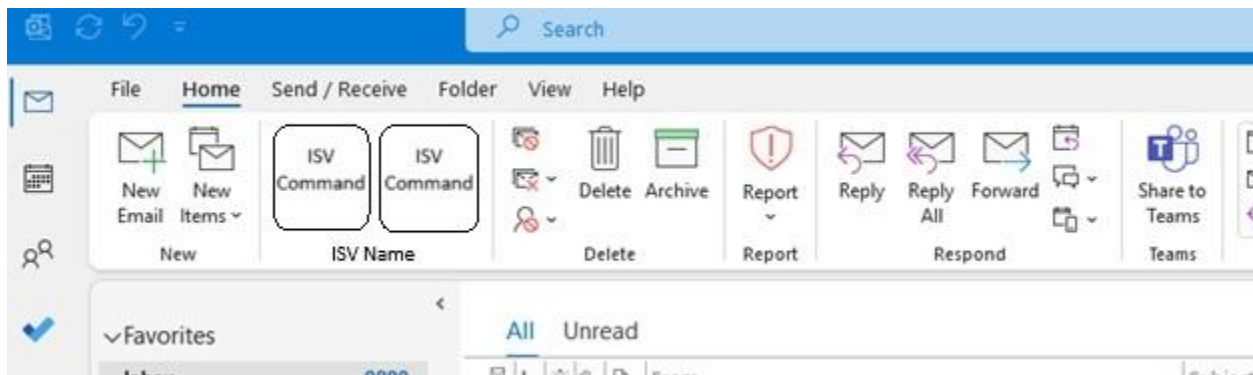 Search
File Home Send / Receive Folder View Help
New Email
New Items
ISV Command
ISV Command
Delete Archive
Report
Reply
Reply All
Forward
Share to Teams
New
ISV Name
Delete
Report
Respond
Teams
Favorites
All Unread